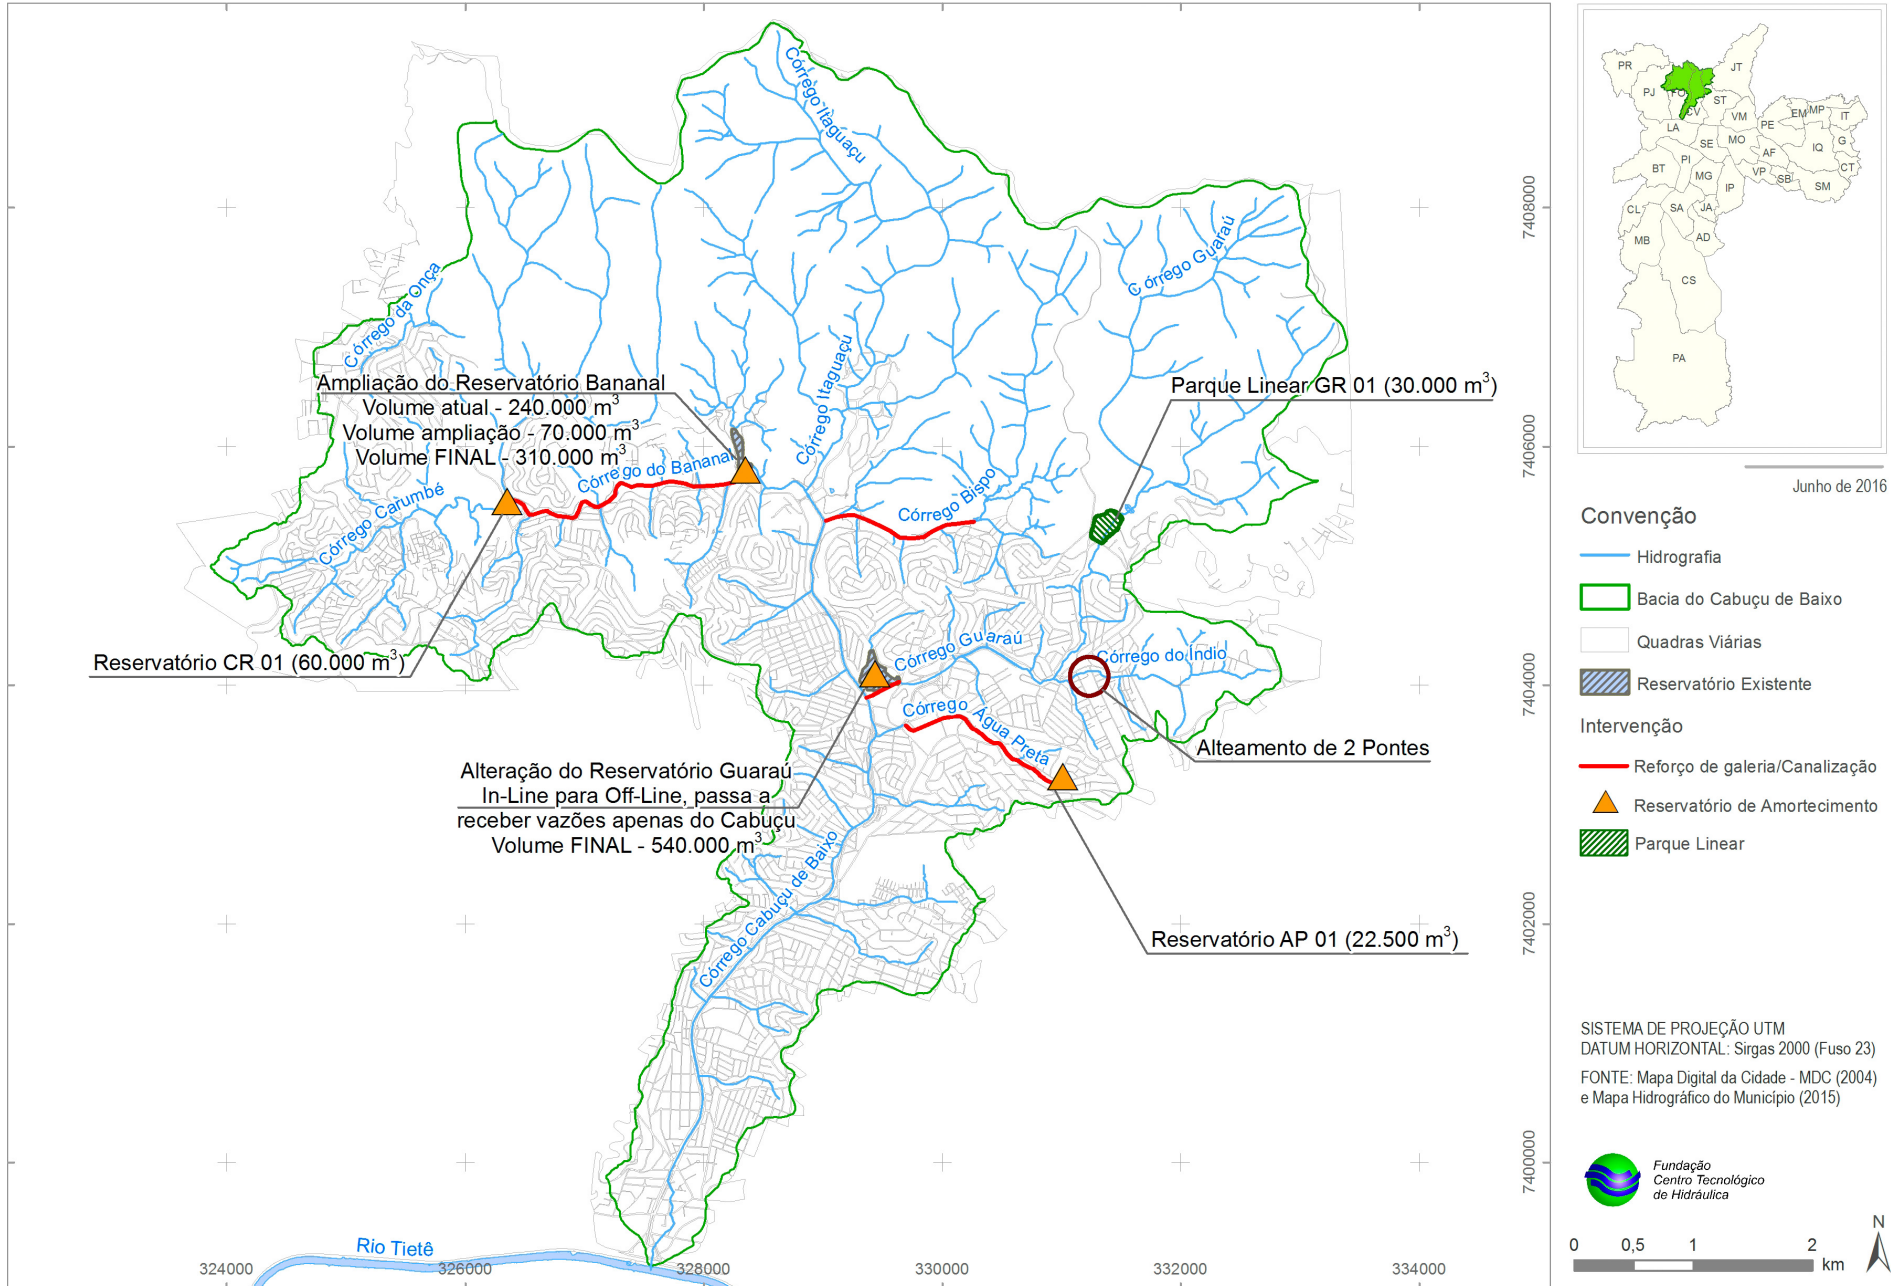 Córrego Itaguaçu
Córrego Guaraú
Córrego da Onça
Córrego Itaguaçu
Ampliação do Reservatório Bananal
Volume atual - 240.000 m³
Volume ampliação - 70.000 m³
Volume FINAL - 310.000 m³
Parque Linear GR 01 (30.000 m³)
Córrego do Bananal
Córrego Carumbé
Córrego Bispo
Reservatório CR 01 (60.000 m³)
Córrego Guaraú
Córrego do Índio
Córrego Água Preta
Alteamento de 2 Pontes
Alteração do Reservatório Guaraú
In-Line para Off-Line, passa a
receber vazões apenas do Cabuçu
Volume FINAL - 540.000 m³
Córrego Cabuçu de Baixo
Reservatório AP 01 (22.500 m³)
Rio Tietê
324000
326000
328000
330000
332000
334000
7408000
7406000
7404000
7402000
7400000
PR
JT
PJ
FO
ST
CV
VM
EM
MP
IT
LA
PE
SE
MO
IQ
G
AF
BT
PI
VP
SB
CT
MG
IP
SM
CL
SA
JA
MB
AD
CS
PA
Junho de 2016
Convenção
Hidrografia
Bacia do Cabuçu de Baixo
Quadras Viárias
Reservatório Existente
Intervenção
Reforço de galeria/Canalização
Reservatório de Amortecimento
Parque Linear
SISTEMA DE PROJEÇÃO UTM
DATUM HORIZONTAL: Sirgas 2000 (Fuso 23)
FONTE: Mapa Digital da Cidade - MDC (2004)
e Mapa Hidrográfico do Município (2015)
Fundação
Centro Tecnológico
de Hidráulica
N
0 0,5 1 2
km